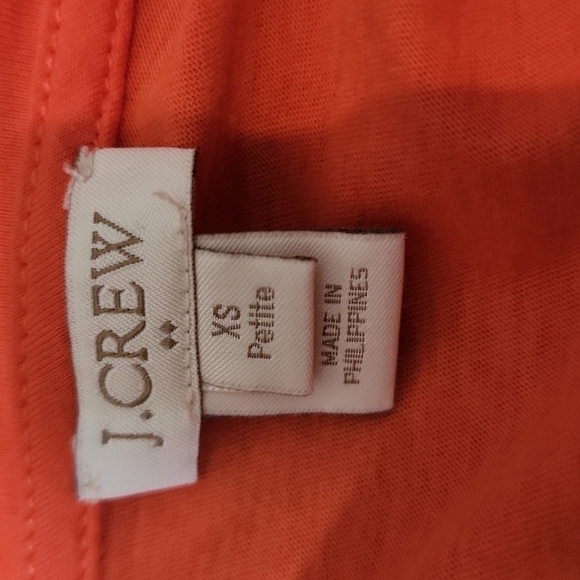 J.CREW
XS
Petite
MADE IN
PHILIPPINES